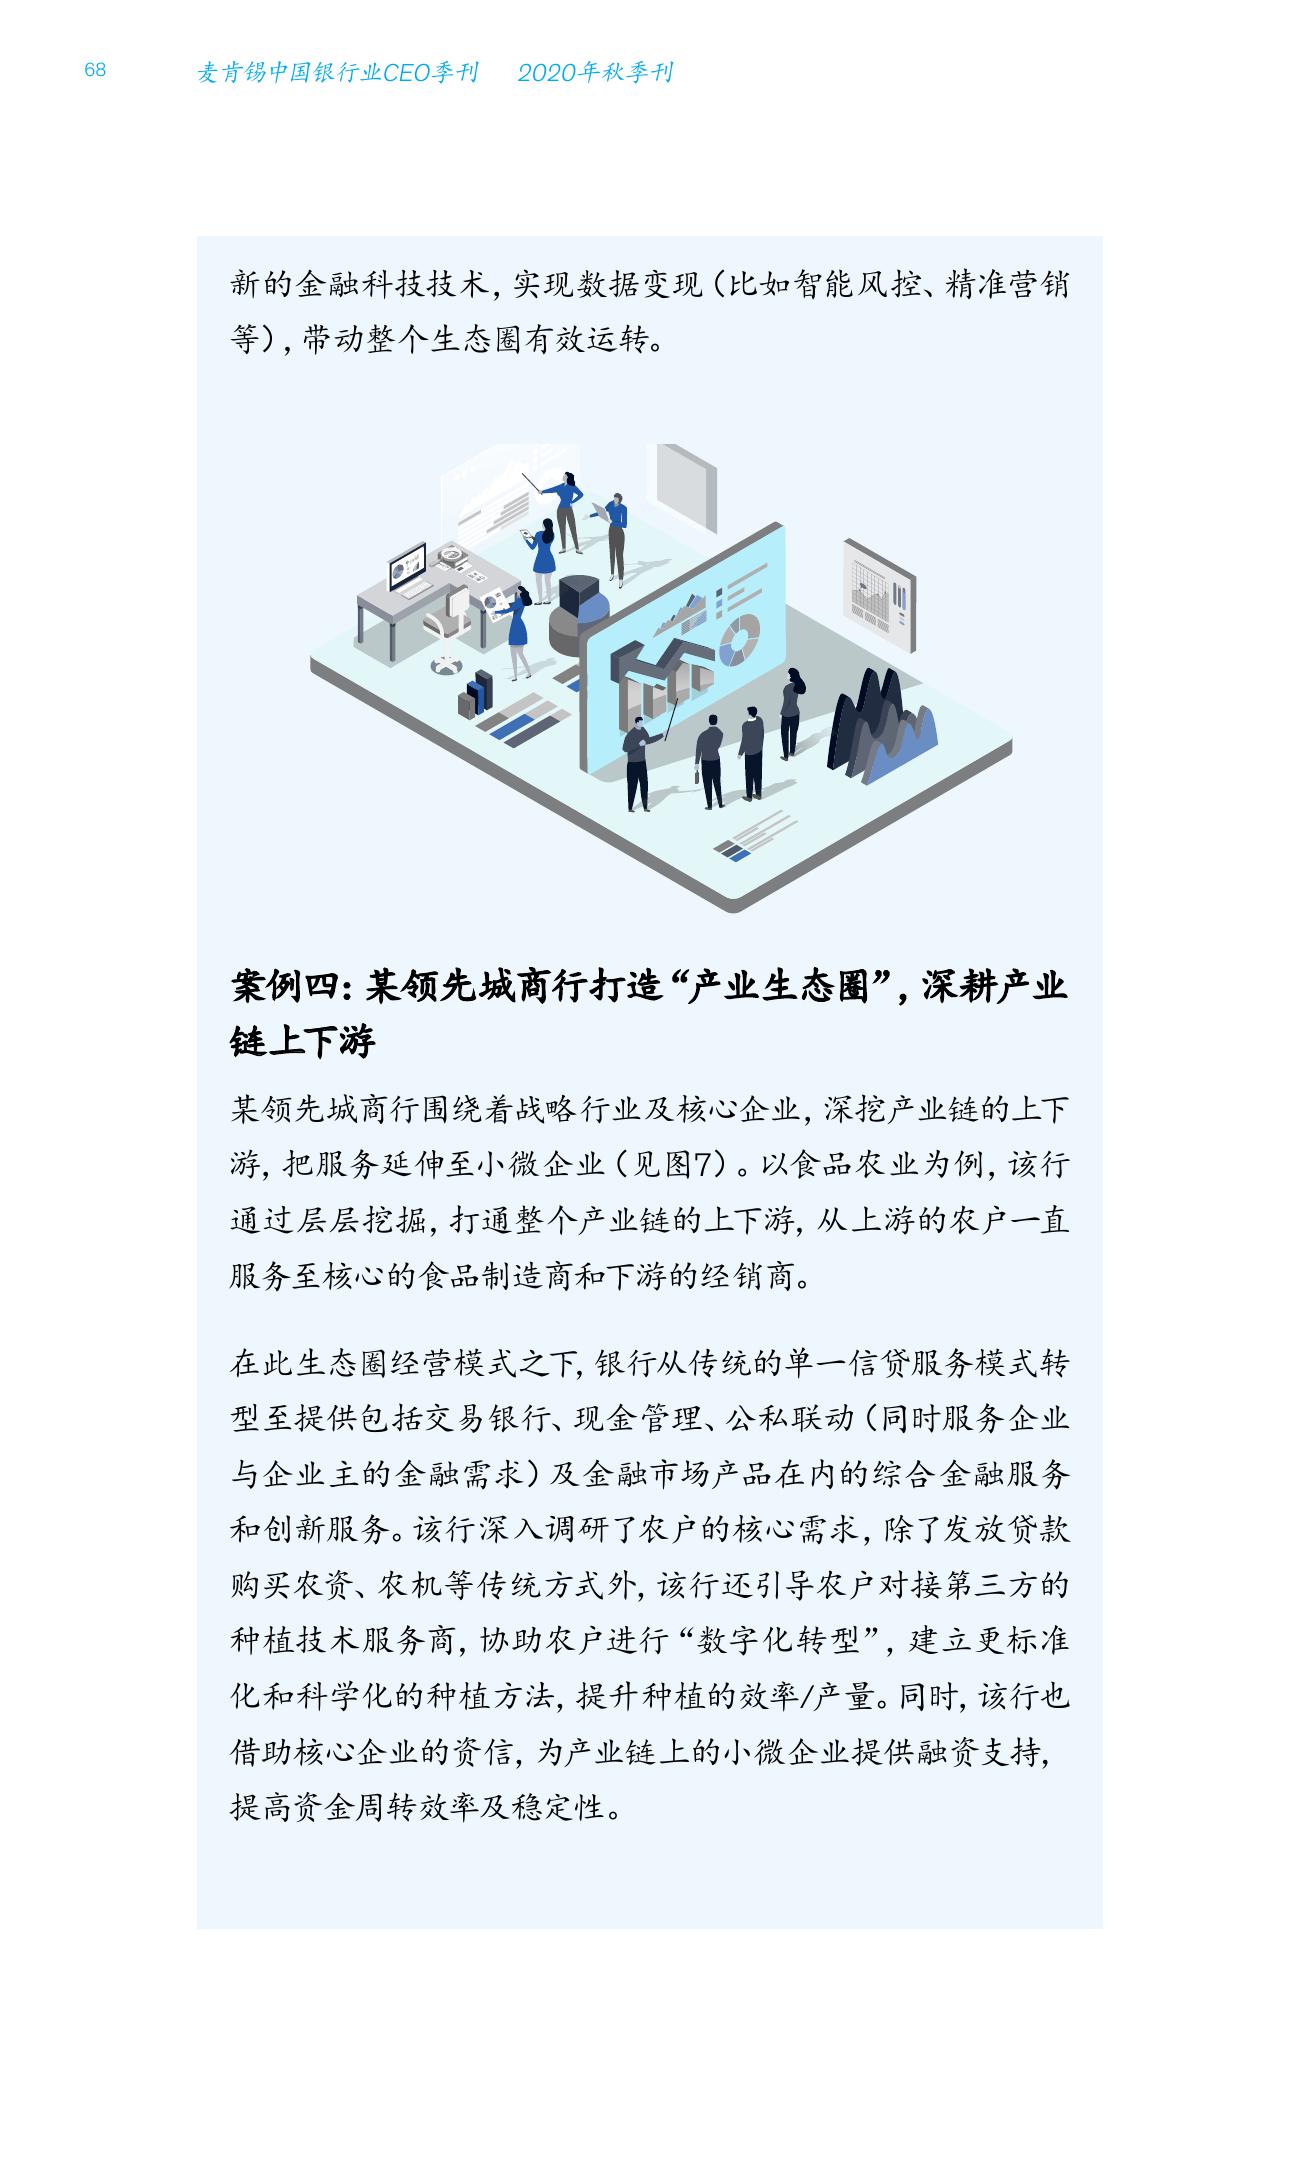 68
麦肯锡中国银行业CEO季刊 2020年秋季刊
新的金融科技技术，实现数据变现（比如智能风控、精准营销
等），带动整个生态圈有效运转。
案例四：某领先城商行打造“产业生态圈”，深耕产业
链上下游
某领先城商行围绕着战略行业及核心企业，深挖产业链的上下
游，把服务延伸至小微企业（见图7）。以食品农业为例，该行
通过层层挖掘，打通整个产业链的上下游，从上游的农户一直
服务至核心的食品制造商和下游的经销商。
在此生态圈经营模式之下，银行从传统的单一信贷服务模式转
型至提供包括交易银行、现金管理、公私联动（同时服务企业
与企业主的金融需求）及金融市场产品在内的综合金融服务
和创新服务。该行深入调研了农户的核心需求，除了发放贷款
购买农资、农机等传统方式外，该行还引导农户对接第三方的
种植技术服务商，协助农户进行“数字化转型”，建立更标准
化和科学化的种植方法，提升种植的效率/产量。同时，该行也
借助核心企业的资信，为产业链上的小微企业提供融资支持，
提高资金周转效率及稳定性。